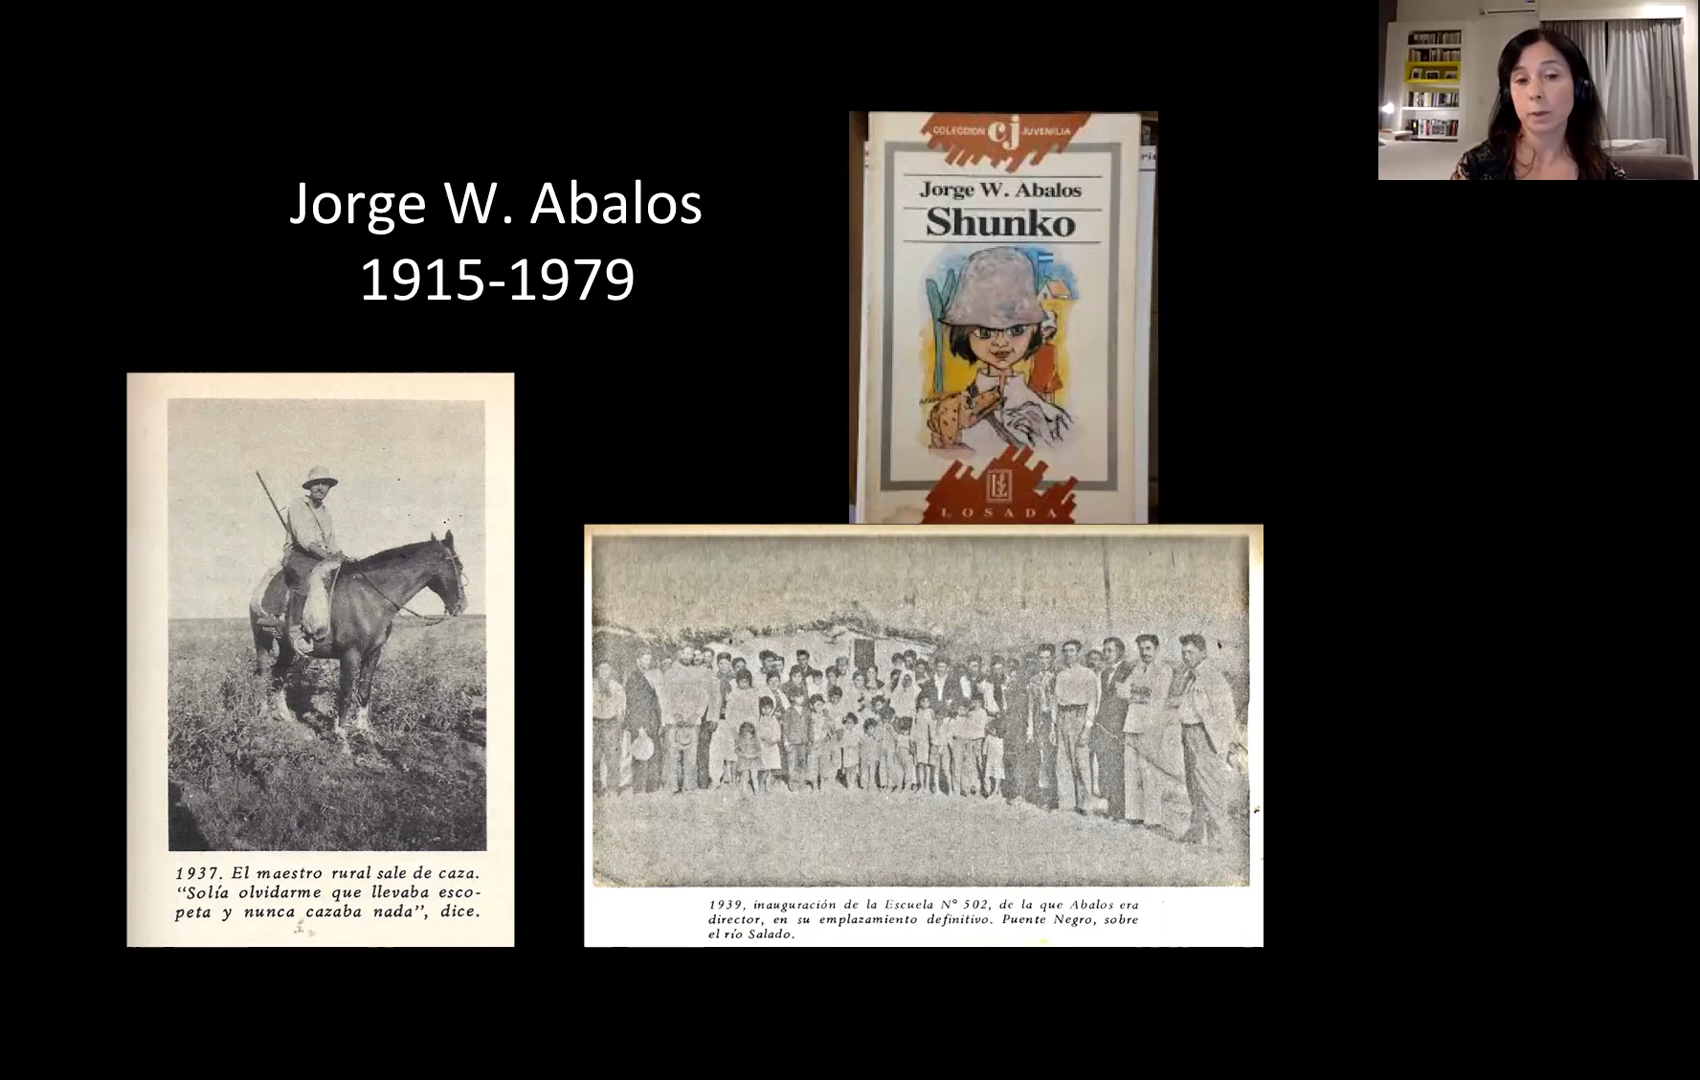 Jorge W. Abalos
1915-1979
COLECCION cj JUVENILIA
Jorge W. Abalos
Shunko
LOSADA
1937. El maestro rural sale de caza.
“Solía olvidarme que llevaba esco-
peta y nunca cazaba nada”, dice.
1939, inauguración de la Escuela Nº 502, de la que Abalos era
director, en su emplazamiento definitivo. Puente Negro, sobre
el río Salado.